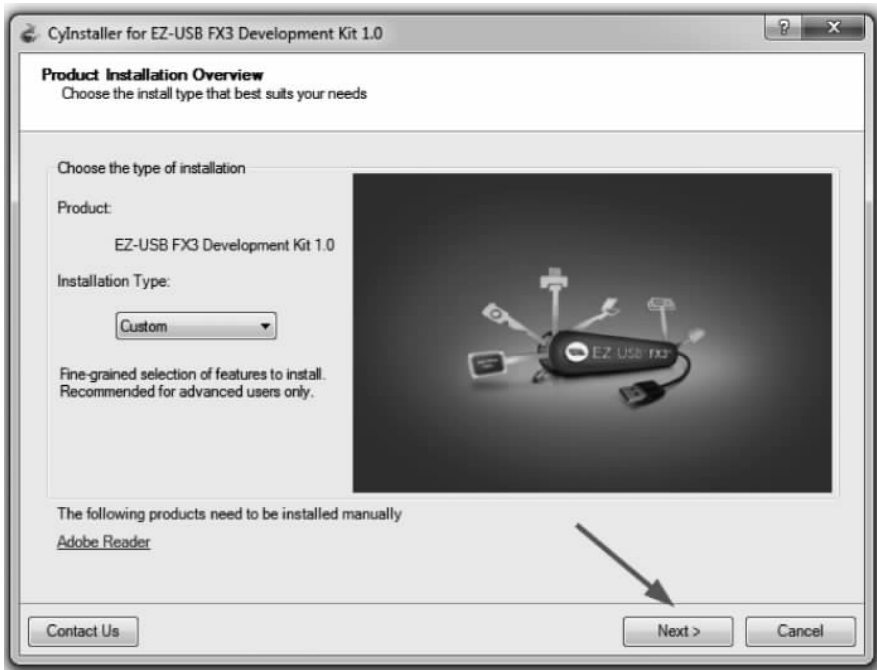 CyInstaller for EZ-USB FX3 Development Kit 1.0
Product Installation Overview
Choose the install type that best suits your needs
Choose the type of installation
Product:
EZ-USB FX3 Development Kit 1.0
Installation Type:
Custom
Fine-grained selection of features to install.
Recommended for advanced users only.
EZ USB FX3
The following products need to be installed manually
Adobe Reader
Contact Us
Next >
Cancel